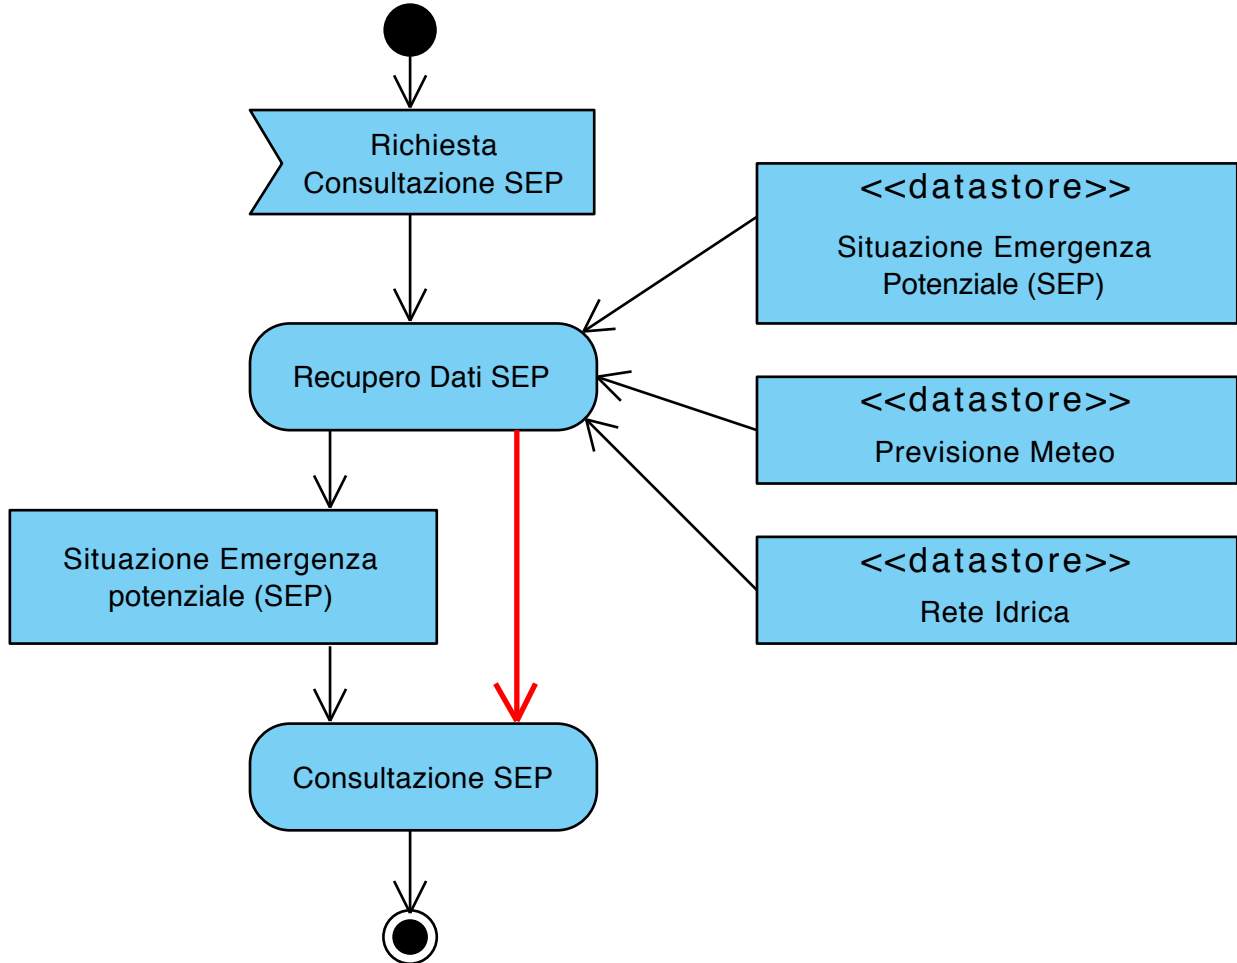 Richiesta
Consultazione SEP
<<datastore>>
Situazione Emergenza
Potenziale (SEP)
Recupero Dati SEP
<<datastore>>
Previsione Meteo
Situazione Emergenza
potenziale (SEP)
<<datastore>>
Rete Idrica
Consultazione SEP